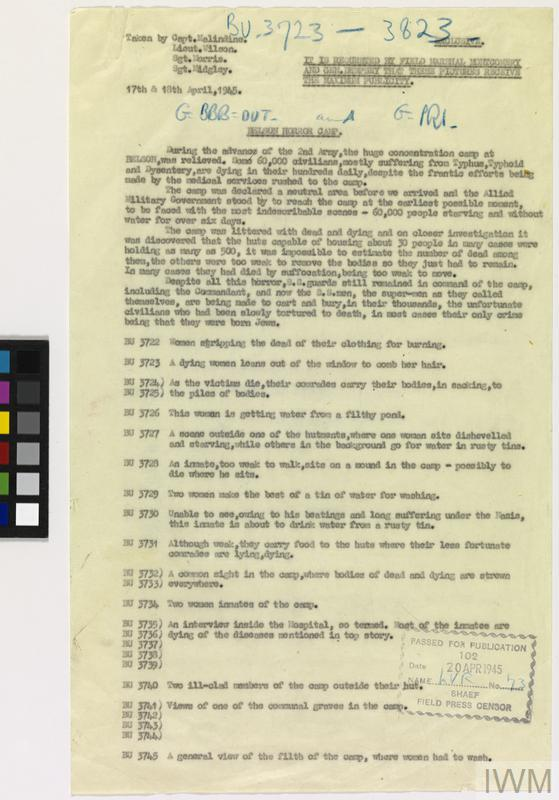 BU 3723 - 3823
Taken by Capt. Malindine.
Lieut. Wilson.
Sgt. Morris.
Sgt. Midgley.
EXCLUSIVE.
IT IS REQUESTED BY FIELD MARSHAL MONTGOMERY
AND GEN. DEMPSEY THAT THESE PICTURES RECEIVE
THE MAXIMUM PUBLICITY.
17th & 18th April, 1945.
and
BELSON HORROR CAMP.
During the advance of the 2nd Army, the huge concentration camp at
BELSON, was relieved. Some 60,000 civilians, mostly suffering from Typhus, Typhoid
and Dysentery, are dying in their hundreds daily, despite the frantic efforts being
made by the medical services rushed to the camp.
The camp was declared a neutral area before we arrived and the Allied
Military Government stood by to reach the camp at the earliest possible moment,
to be faced with the most indescribable scenes - 60,000 people starving and without
water for over six days.
The camp was littered with dead and dying and on closer investigation it
was discovered that the huts capable of housing about 30 people in many cases were
holding as many as 500, it was impossible to estimate the number of dead among
them, the others were too weak to remove the bodies so they just had to remain.
In many cases they had died by suffocation, being too weak to move.
Despite all this horror, S.S. guards still remained in command of the camp,
including the Commandant, and now the S.S. men, the super-men as they called
themselves, are being made to cart and bury, in their thousands, the unfortunate
civilians who had been slowly tortured to death, in most cases their only crime
being that they were born Jews.
BU 3722 Women stripping the dead of their clothing for burning.
BU 3723 A dying women leans out of the window to comb her hair.
BU 3724) As the victims die, their comrades carry their bodies, in sacking, to
BU 3725) the piles of bodies.
BU 3726 This woman is getting water from a filthy pond.
BU 3727 A scene outside one of the hutments, where one woman sits dishevelled
and starving, while others in the background go for water in rusty tins.
BU 3728 An inmate, too weak to walk, sits on a mound in the camp - possibly to
die where he sits.
BU 3729 Two women make the best of a tin of water for washing.
BU 3730 Unable to see, owing to his beatings and long suffering under the Nazis,
this inmate is about to drink water from a rusty tin.
BU 3731 Although weak, they carry food to the huts where their less fortunate
comrades are lying, dying.
BU 3732) A common sight in the camp, where bodies of dead and dying are strewn
BU 3733) everywhere.
BU 3734 Two women inmates of the camp.
BU 3735) An interview inside the Hospital, so termed. Most of the inmates are
BU 3736) dying of the diseases mentioned in top story.
BU 3737)
BU 3738)
BU 3739)
BU 3740 Two ill-clad members of the camp outside their hut.
BU 3741) Views of one of the communal graves in the camp.
BU 3742)
BU 3743)
BU 3744)
BU 3745 A general view of the filth of the camp, where women had to wash.
PASSED FOR PUBLICATION
102
Date 20 APR 1945
NAME No. 73
SHAEF
FIELD PRESS CENSOR
IWM